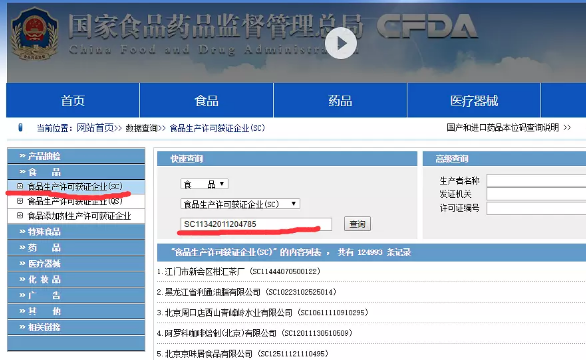 国家食品药品监督管理总局 CFDA
China Food and Drug Administration
首页 食品 药品 医疗器械
当前位置：网站首页>> 数据查询>> 食品生产许可获证企业(SC)
国产和进口药品本位码查询说明 >>
>> 产品抽检
>> 食 品
食品生产许可获证企业(SC)
食品生产许可获证企业(QS)
食品添加剂生产许可获证企业
>> 特殊食品
>> 药 品
>> 医疗器械
>> 化 妆 品
>> 广 告
>> 其 他
>> 相关链接
快速查询
食 品
食品生产许可获证企业(SC)
SC11342011204785 查询
高级查询
生产者名称
发证机关
许可证编号
“食品生产许可获证企业(SC)”的内容列表， 共有 124993 条记录
1.江门市新会区柑汇茶厂 (SC11444070500122)
2.黑龙江省利通油脂有限公司 (SC10223102525014)
3.北京周口店西山青峰岭水业有限公司 (SC10611110910295)
4.阿罗科咖啡焙制(北京)有限公司 (SC12011130510509)
5.北京京味居食品有限公司 (SC12511121110495)